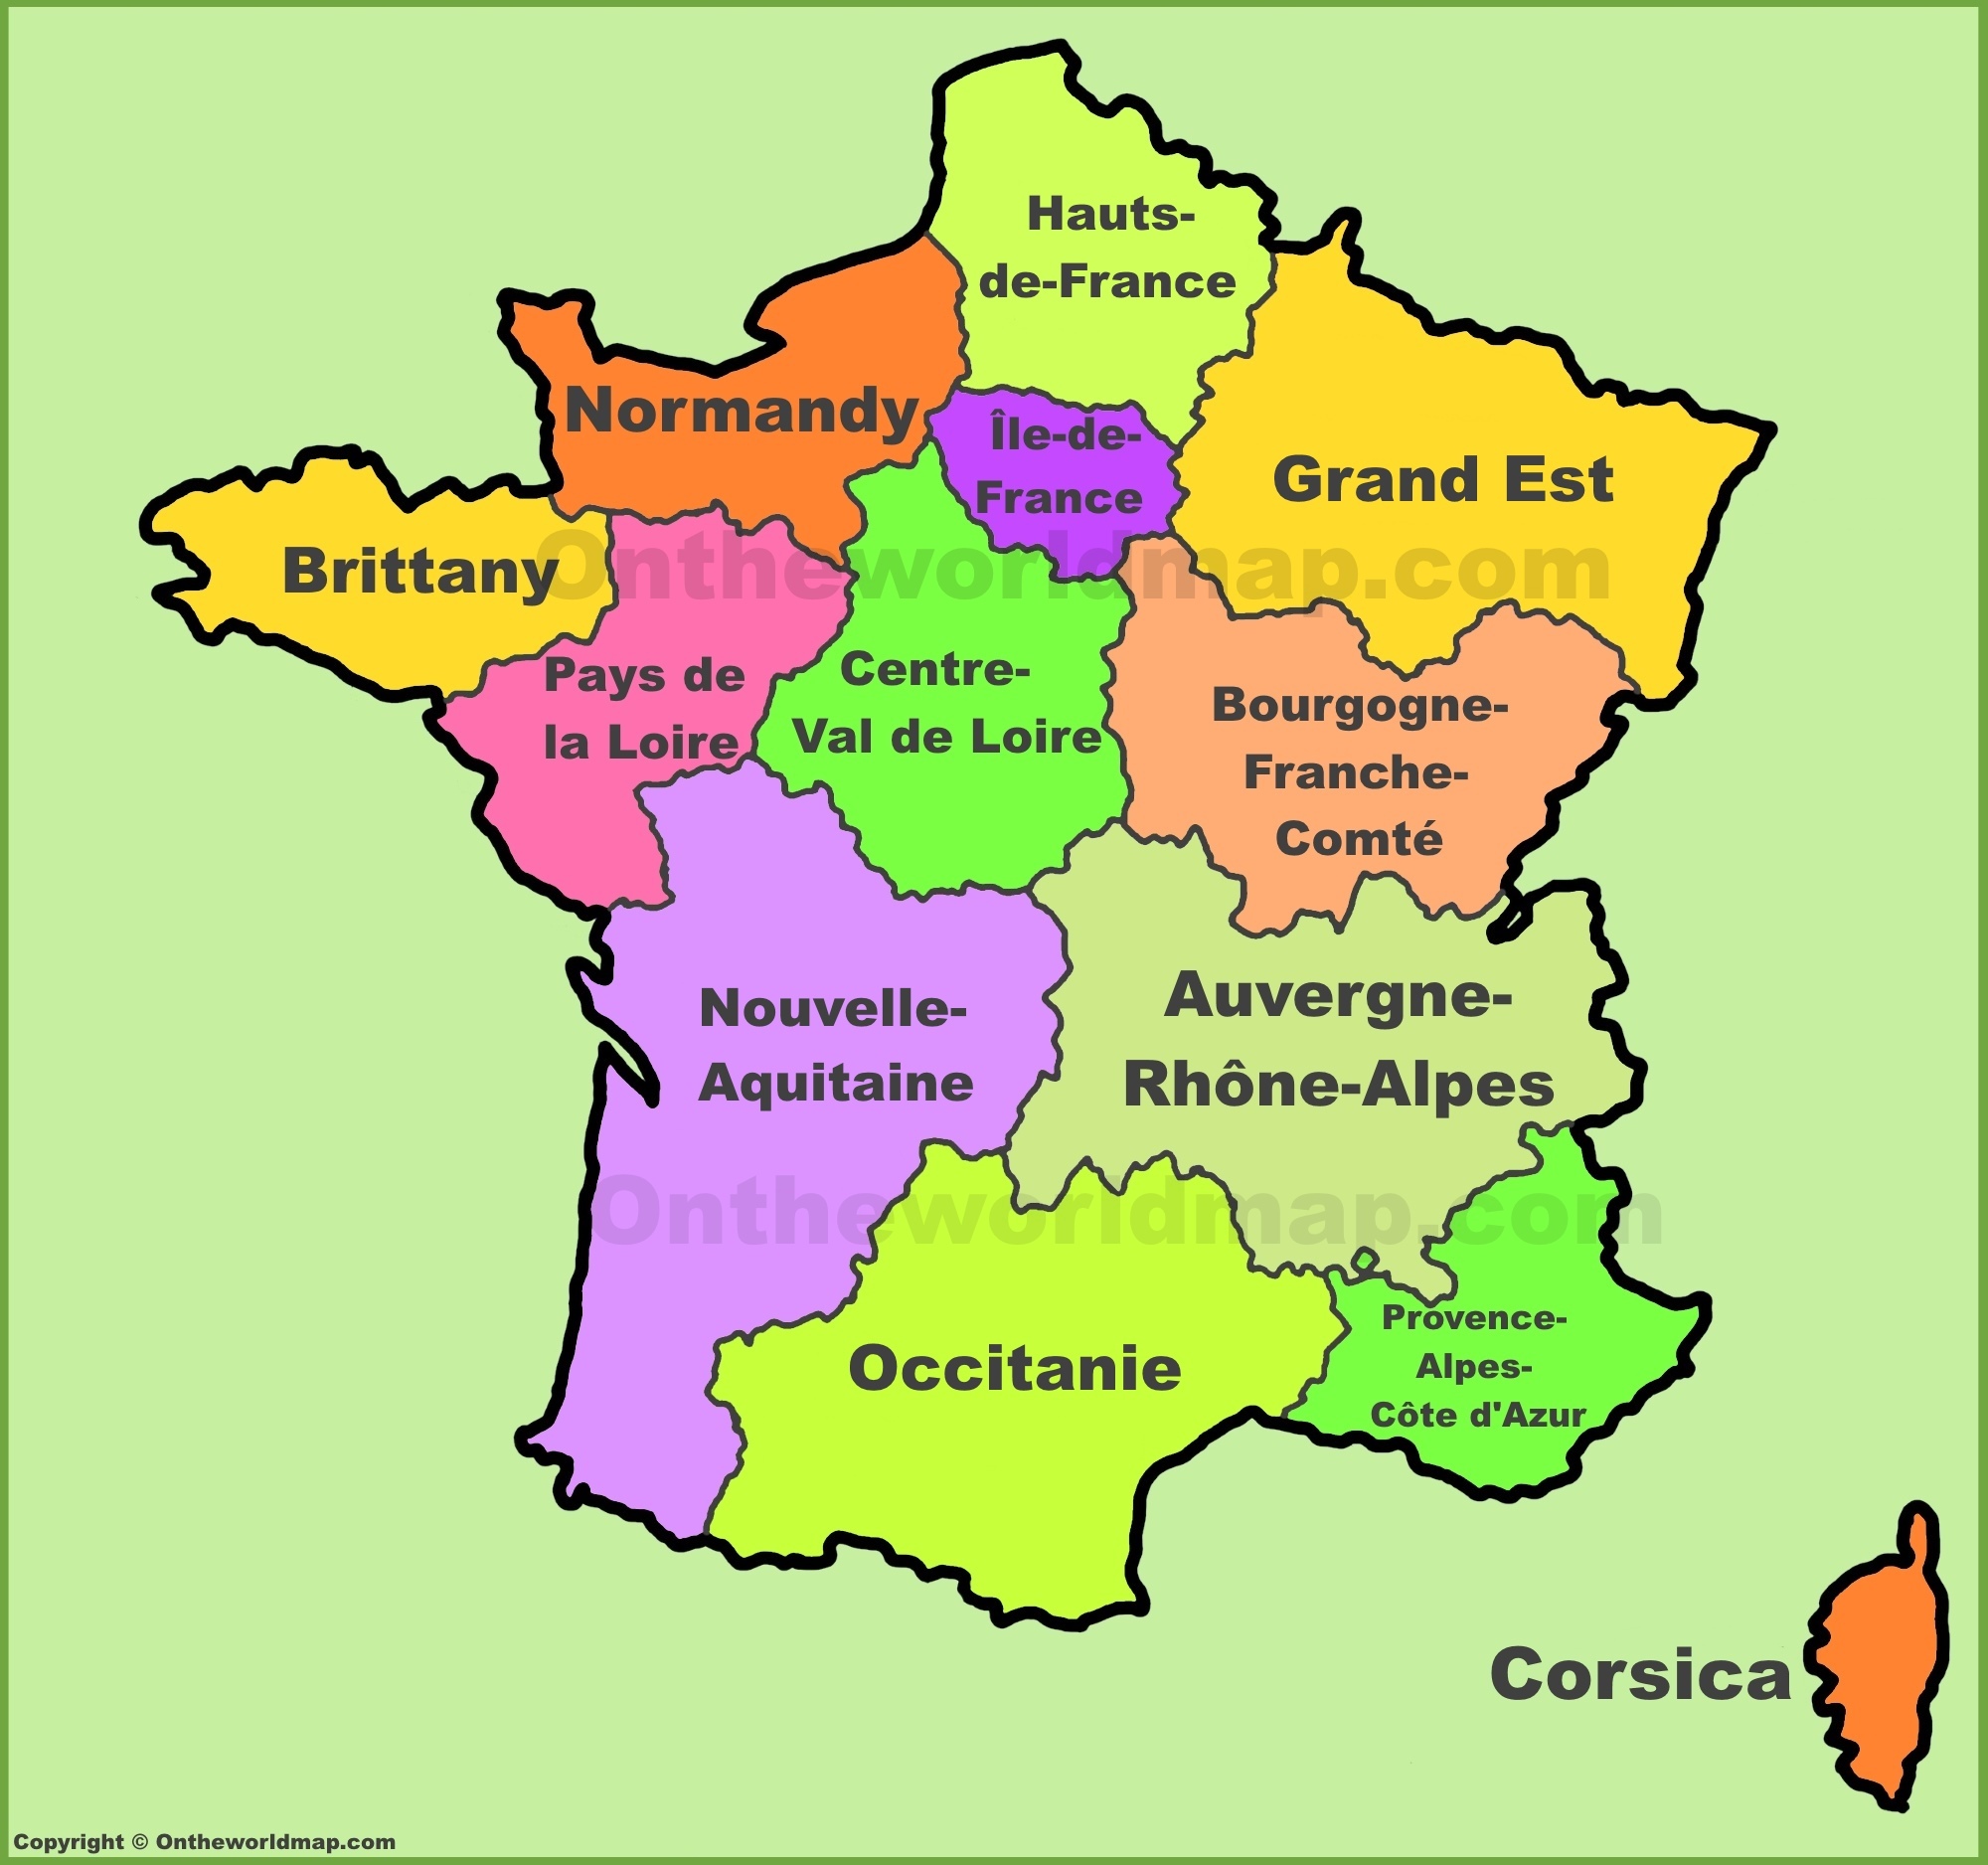 Hauts-
de-France
Normandy
Île-de-
France
Grand Est
Brittany
Ontheworldmap.com
Pays de
la Loire
Centre-
Val de Loire
Bourgogne-
Franche-
Comté
Nouvelle-
Aquitaine
Auvergne-
Rhône-Alpes
Ontheworldmap.com
Occitanie
Provence-
Alpes-
Côte d'Azur
Corsica
Copyright © Ontheworldmap.com